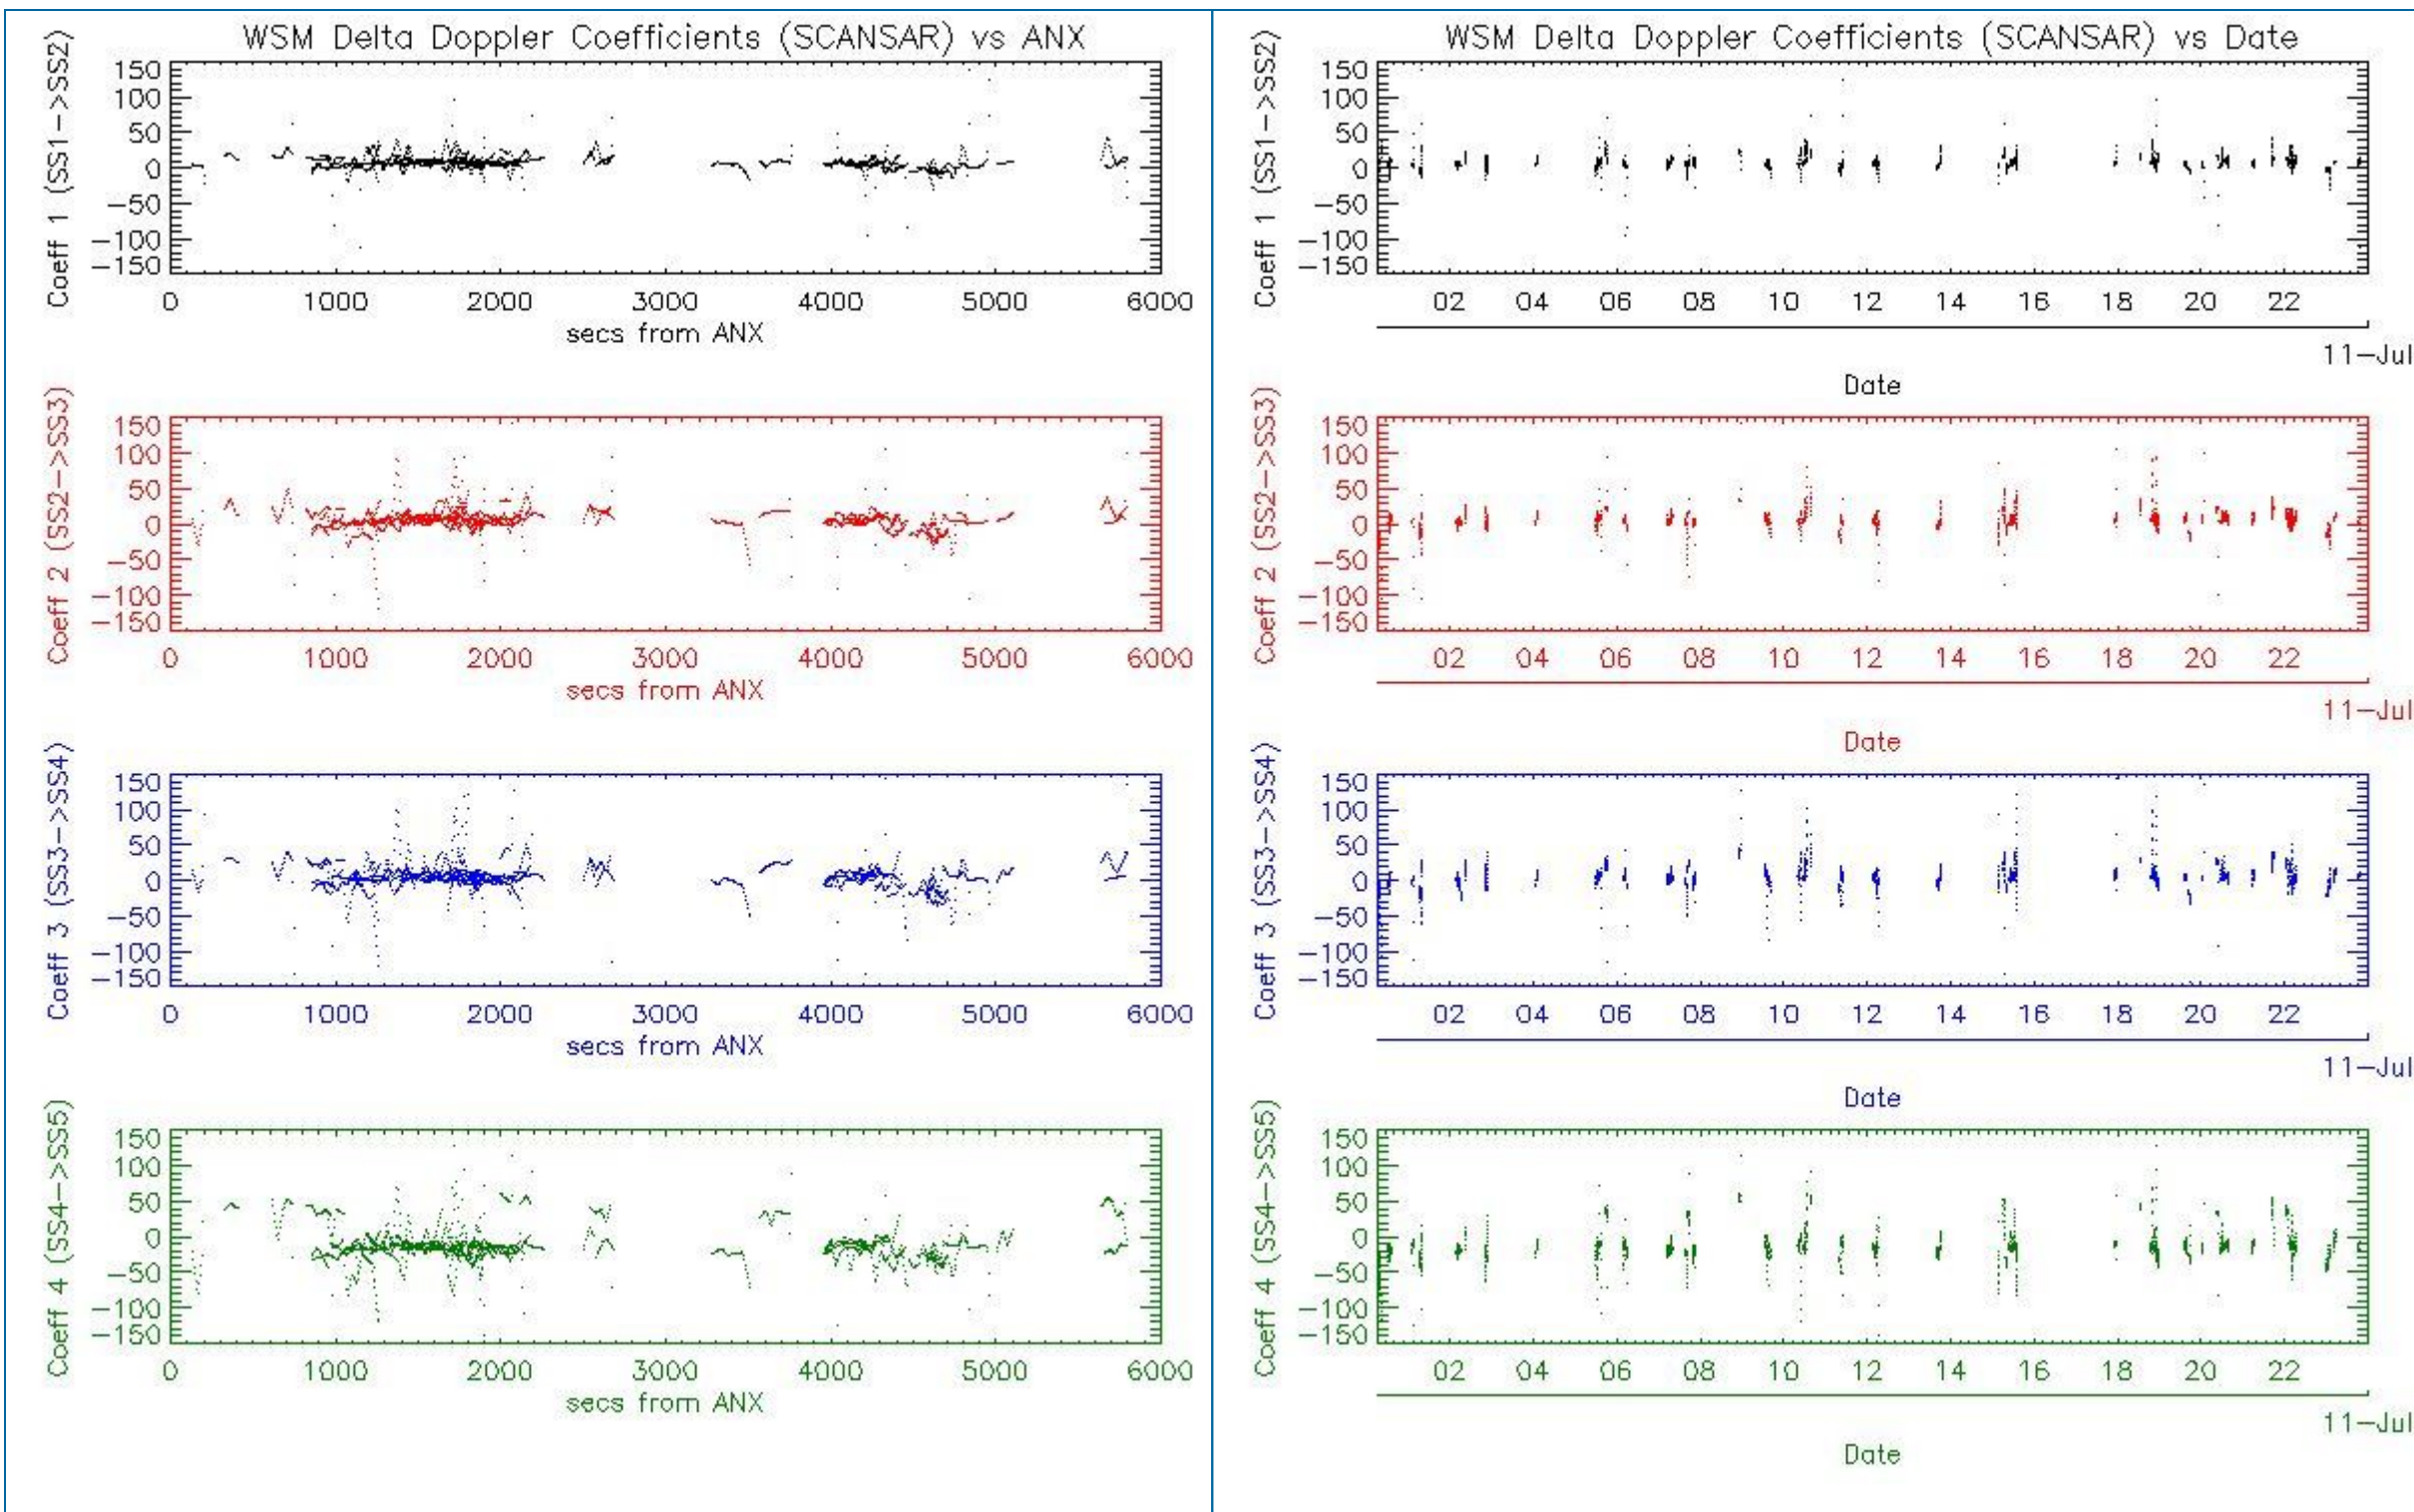 WSM Delta Doppler Coefficients (SCANSAR) vs ANX
Coeff 1 (SS1->SS2)
150
100
50
0
-50
-100
-150
0 1000 2000 3000 4000 5000 6000
secs from ANX
Coeff 2 (SS2->SS3)
150
100
50
0
-50
-100
-150
0 1000 2000 3000 4000 5000 6000
secs from ANX
Coeff 3 (SS3->SS4)
150
100
50
0
-50
-100
-150
0 1000 2000 3000 4000 5000 6000
secs from ANX
Coeff 4 (SS4->SS5)
150
100
50
0
-50
-100
-150
0 1000 2000 3000 4000 5000 6000
secs from ANX
WSM Delta Doppler Coefficients (SCANSAR) vs Date
Coeff 1 (SS1->SS2)
150
100
50
0
-50
-100
-150
02 04 06 08 10 12 14 16 18 20 22
11-Jul
Date
Coeff 2 (SS2->SS3)
150
100
50
0
-50
-100
-150
02 04 06 08 10 12 14 16 18 20 22
11-Jul
Date
Coeff 3 (SS3->SS4)
150
100
50
0
-50
-100
-150
02 04 06 08 10 12 14 16 18 20 22
11-Jul
Date
Coeff 4 (SS4->SS5)
150
100
50
0
-50
-100
-150
02 04 06 08 10 12 14 16 18 20 22
11-Jul
Date